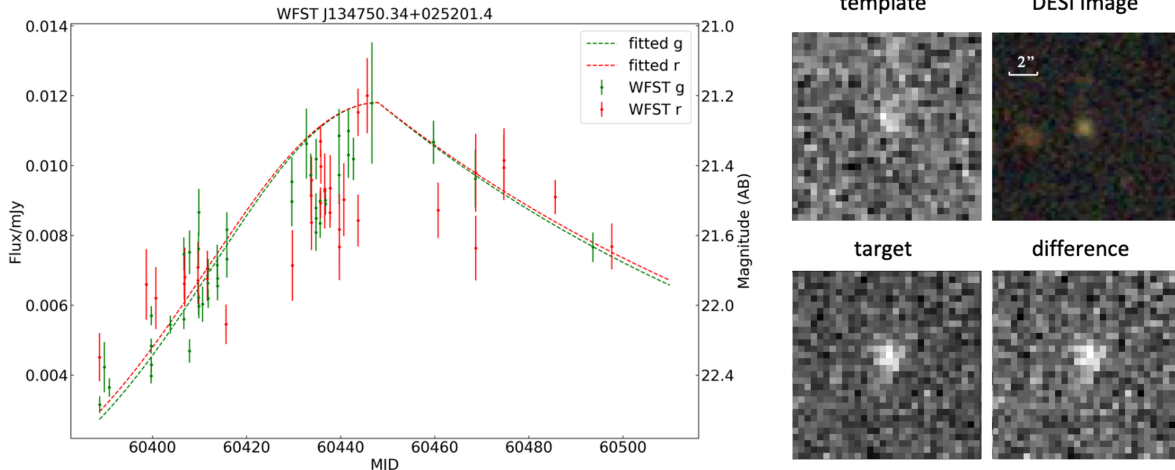 WFST J134750.34+025201.4
0.014
0.012
0.010
0.008
0.006
0.004
Flux/mJy
60400
60420
60440
60460
60480
60500
MJD
21.0
21.2
21.4
21.6
21.8
22.0
22.4
Magnitude (AB)
fitted g
fitted r
WFST g
WFST r
template
DESI image
2”
target
difference